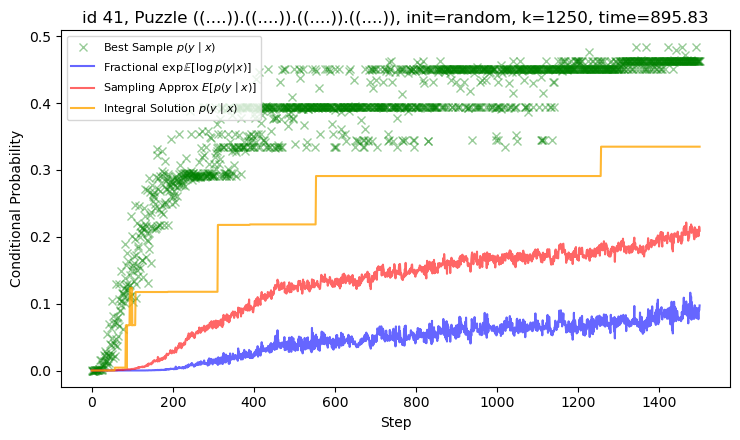 id 41, Puzzle ((....)).((....)).((....)).((....)), init=random, k=1250, time=895.83
Best Sample p(y | x)
Fractional exp𝔼[log p(y|x)]
Sampling Approx E[p(y | x)]
Integral Solution p(y | x)
Conditional Probability
0.5
0.4
0.3
0.2
0.1
0.0
0 200 400 600 800 1000 1200 1400
Step